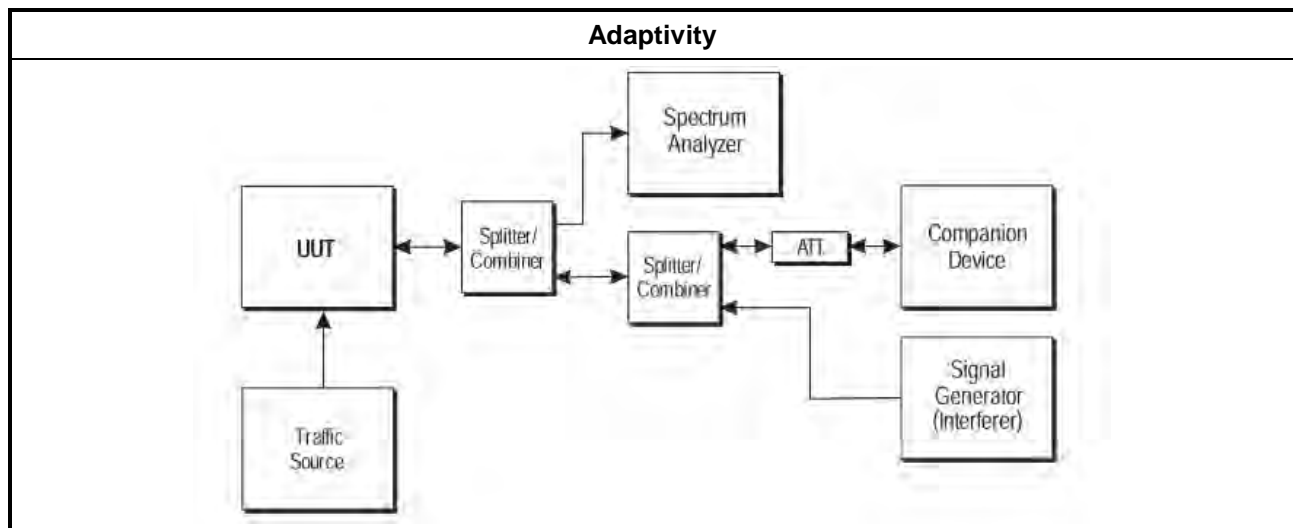 Adaptivity
Spectrum
Analyzer
UUT
Splitter/
Combiner
Splitter/
Combiner
ATT.
Companion
Device
Traffic
Source
Signal
Generator
(Interferer)